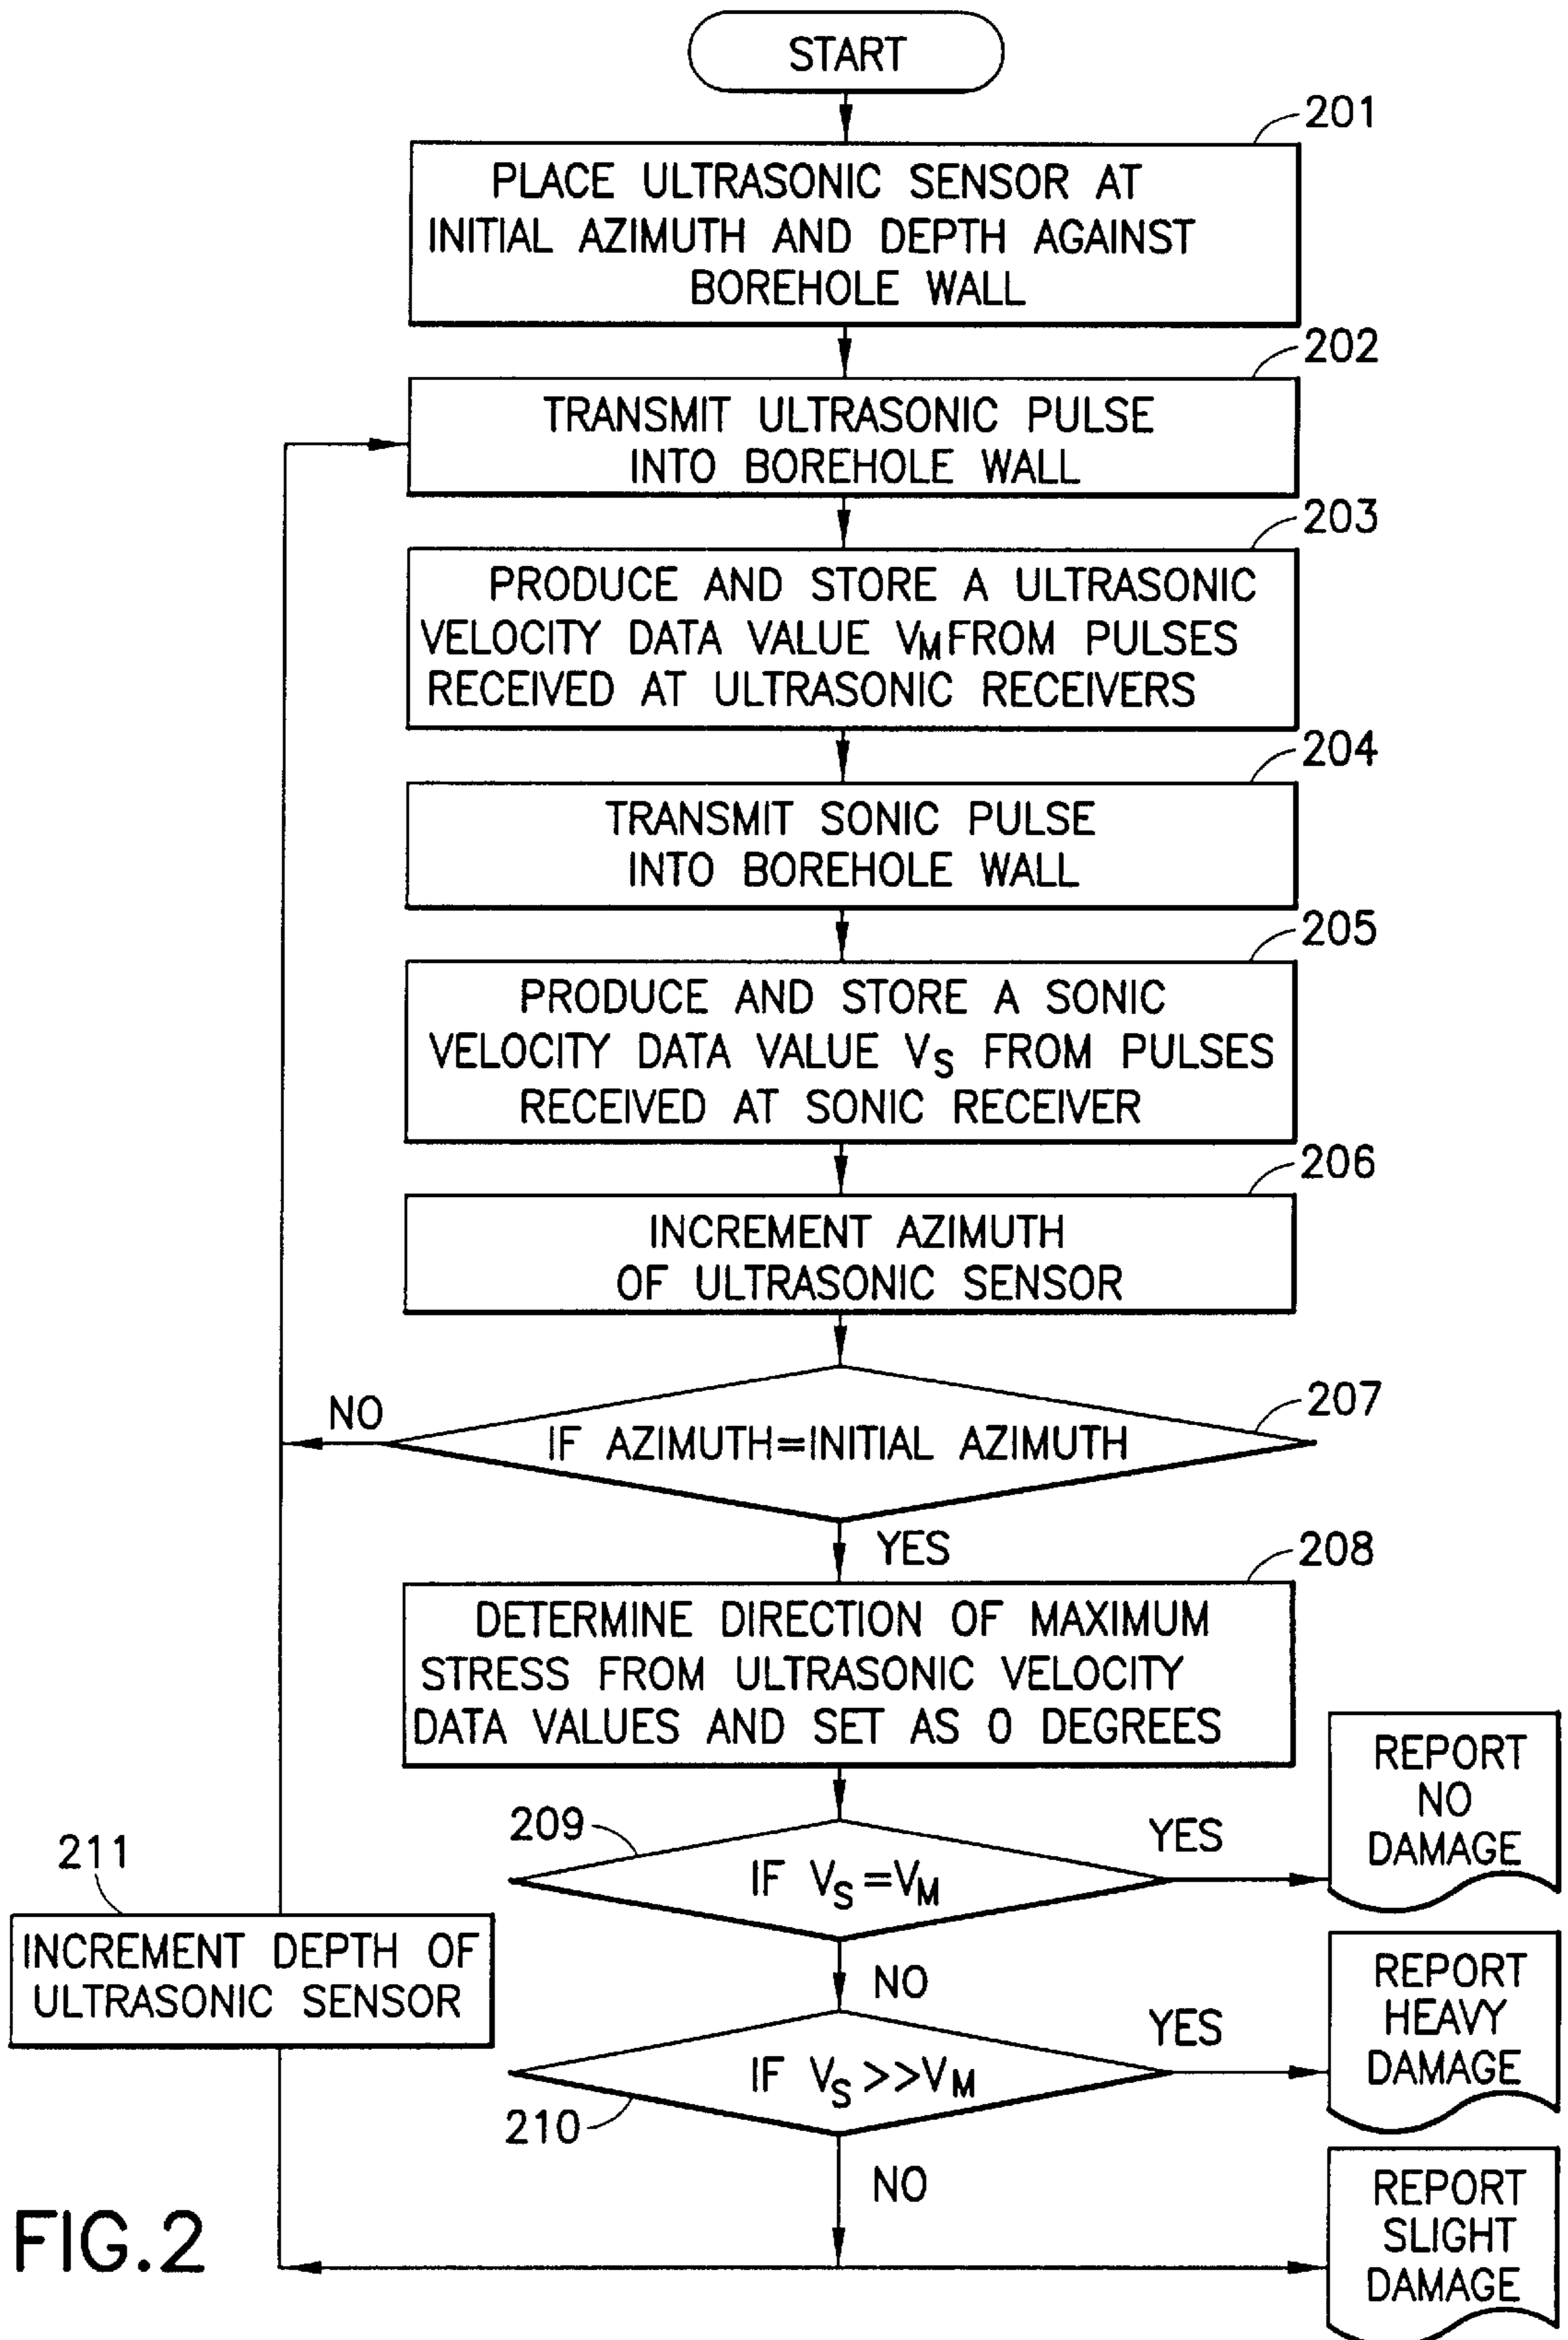 START
201
PLACE ULTRASONIC SENSOR AT
INITIAL AZIMUTH AND DEPTH AGAINST
BOREHOLE WALL
202
TRANSMIT ULTRASONIC PULSE
INTO BOREHOLE WALL
203
PRODUCE AND STORE A ULTRASONIC
VELOCITY DATA VALUE VM FROM PULSES
RECEIVED AT ULTRASONIC RECEIVERS
204
TRANSMIT SONIC PULSE
INTO BOREHOLE WALL
205
PRODUCE AND STORE A SONIC
VELOCITY DATA VALUE VS FROM PULSES
RECEIVED AT SONIC RECEIVER
206
INCREMENT AZIMUTH
OF ULTRASONIC SENSOR
207
NO
IF AZIMUTH=INITIAL AZIMUTH
YES
208
DETERMINE DIRECTION OF MAXIMUM
STRESS FROM ULTRASONIC VELOCITY
DATA VALUES AND SET AS 0 DEGREES
209
IF VS=VM
YES
REPORT
NO
DAMAGE
NO
211
INCREMENT DEPTH OF
ULTRASONIC SENSOR
210
IF VS>>VM
YES
REPORT
HEAVY
DAMAGE
NO
REPORT
SLIGHT
DAMAGE
FIG.2